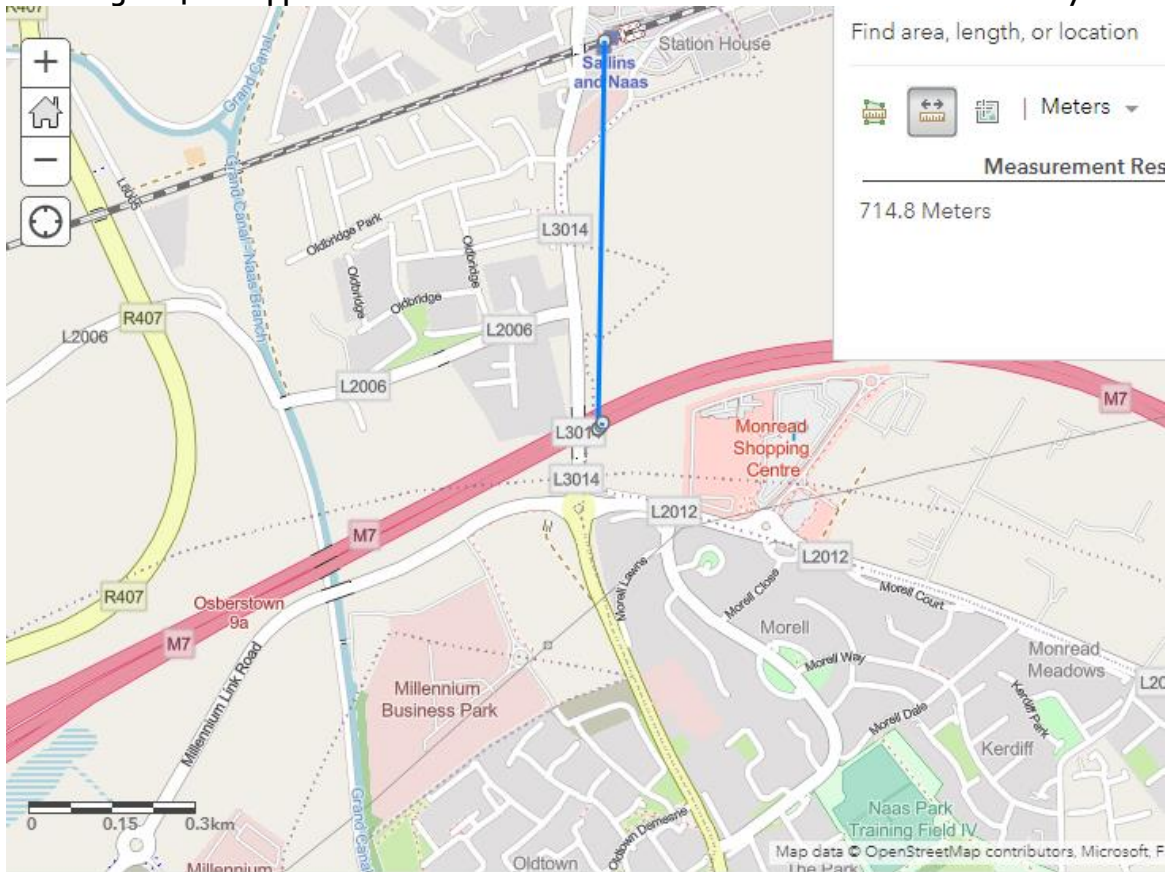 Find area, length, or location
Meters
Measurement Res
714.8 Meters
Station House
Sallins
and Naas
Grand Canal
Grand Canal - Naas Branch
Oldbridge Park
L3014
Oldbridge
Oldbridge
Oldbridge
R407
L2006
L2006
L2006
M7
Monread
Shopping
Centre
L3014
L2012
M7
L2012
R407
Osberstown
9a
Morell Lawns
Morell Close
Morell Court
M7
Morell
Monread
Meadows
Millennium Link Road
Morell Way
Millennium
Business Park
Kerdiff Park
Morell Dale
Kerdiff
0 0.15 0.3km
Naas Park
Training Field IV
Oldtown Demesne
Map data © OpenStreetMap contributors, Microsoft, F
Oldtown
Millennium